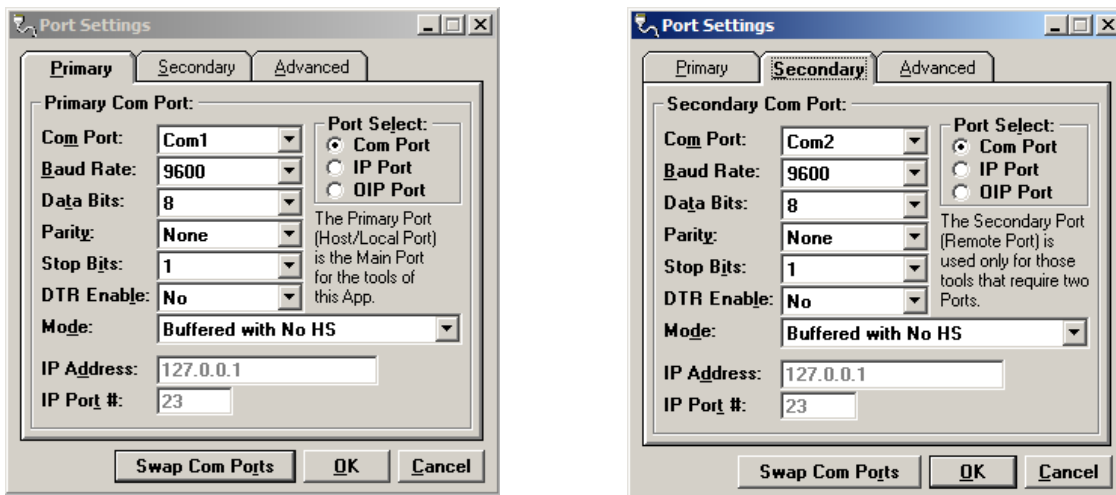 Port Settings
Primary Secondary Advanced
Primary Com Port:
Com Port: Com1
Baud Rate: 9600
Data Bits: 8
Parity: None
Stop Bits: 1
DTR Enable: No
Mode: Buffered with No HS
Port Select:
Com Port
IP Port
OIP Port
The Primary Port
(Host/Local Port)
is the Main Port
for the tools of
this App.
IP Address: 127.0.0.1
IP Port #: 23
Swap Com Ports OK Cancel
Port Settings
Primary Secondary Advanced
Secondary Com Port:
Com Port: Com2
Baud Rate: 9600
Data Bits: 8
Parity: None
Stop Bits: 1
DTR Enable: No
Mode: Buffered with No HS
Port Select:
Com Port
IP Port
OIP Port
The Secondary Port
(Remote Port) is
used only for those
tools that require two
Ports.
IP Address: 127.0.0.1
IP Port #: 23
Swap Com Ports OK Cancel